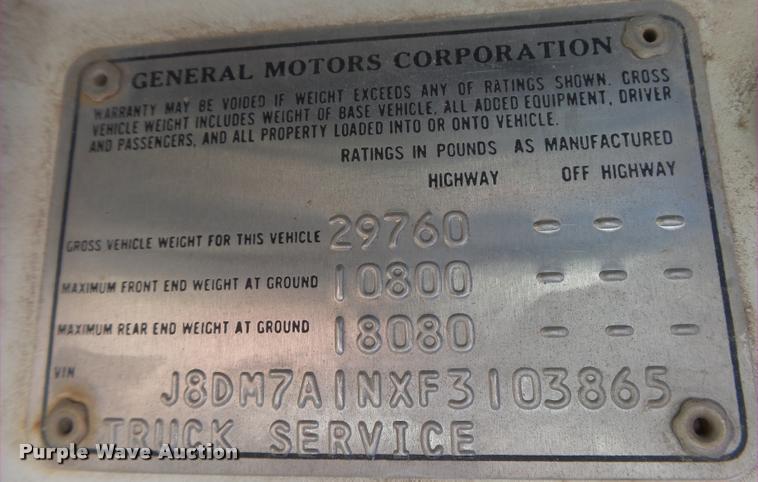 GENERAL MOTORS CORPORATION
WARRANTY MAY BE VOIDED IF WEIGHT EXCEEDS ANY OF RATINGS SHOWN. GROSS
VEHICLE WEIGHT INCLUDES WEIGHT OF BASE VEHICLE, ALL ADDED EQUIPMENT, DRIVER
AND PASSENGERS, AND ALL PROPERTY LOADED INTO OR ONTO VEHICLE.
RATINGS IN POUNDS AS MANUFACTURED
HIGHWAY OFF HIGHWAY
GROSS VEHICLE WEIGHT FOR THIS VEHICLE 29760 - - -
MAXIMUM FRONT END WEIGHT AT GROUND 10800 - - -
MAXIMUM REAR END WEIGHT AT GROUND 18080 - - -
VIN
J8DM7A1NXF3103865
TRUCK SERVICE
Purple Wave Auction